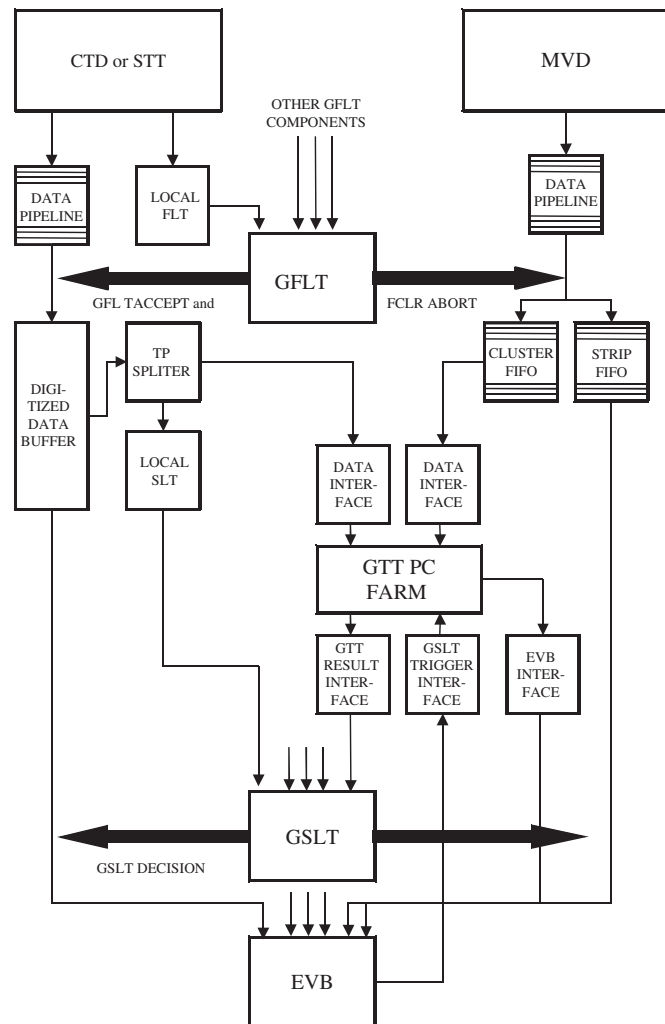 CTD or STT
MVD
OTHER GFLT
COMPONENTS
DATA
PIPELINE
LOCAL
FLT
DATA
PIPELINE
GFLT
GFL TACCEPT and
FCLR ABORT
DIGI-
TIZED
DATA
BUFFER
TP
SPLITER
CLUSTER
FIFO
STRIP
FIFO
LOCAL
SLT
DATA
INTER-
FACE
DATA
INTER-
FACE
GTT PC
FARM
GTT
RESULT
INTER-
FACE
GSLT
TRIGGER
INTER-
FACE
EVB
INTER-
FACE
GSLT
GSLT DECISION
EVB